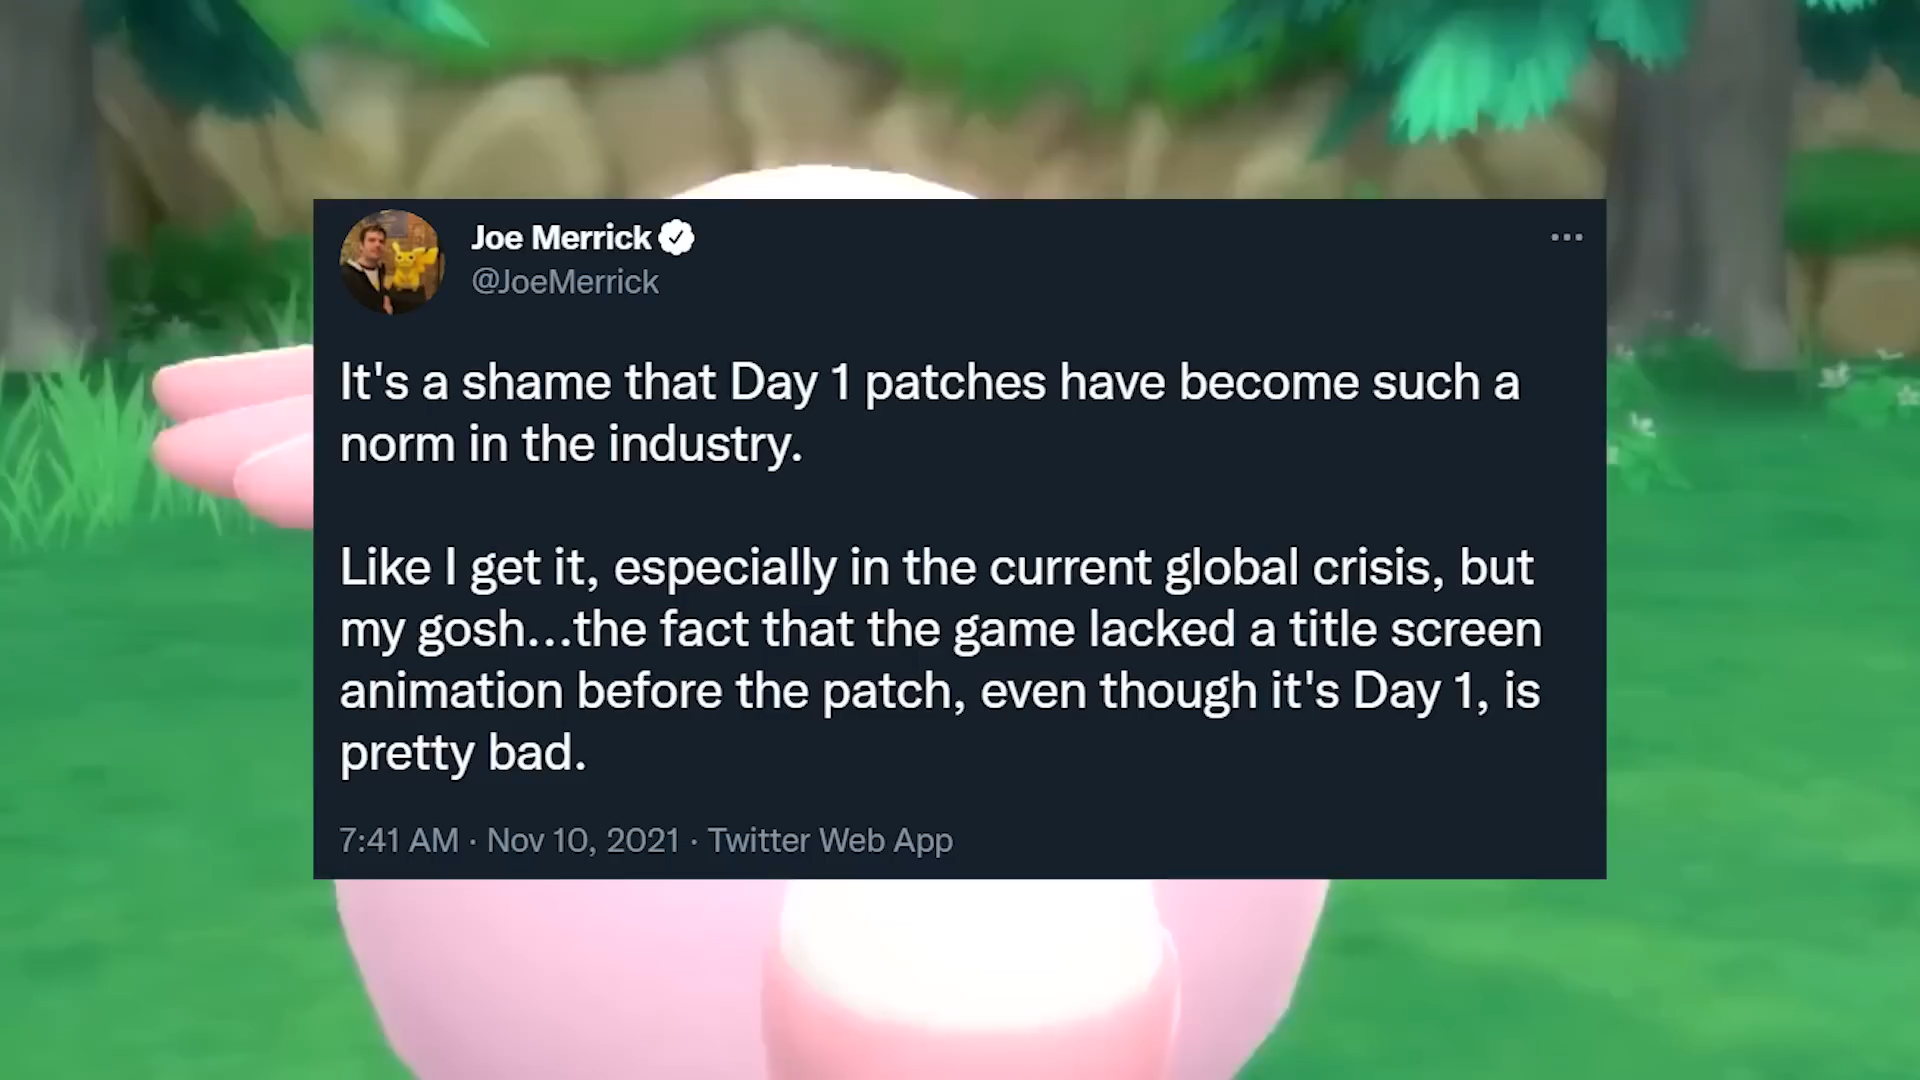 Joe Merrick
@JoeMerrick
It's a shame that Day 1 patches have become such a
norm in the industry.
Like I get it, especially in the current global crisis, but
my gosh...the fact that the game lacked a title screen
animation before the patch, even though it's Day 1, is
pretty bad.
7:41 AM · Nov 10, 2021 · Twitter Web App